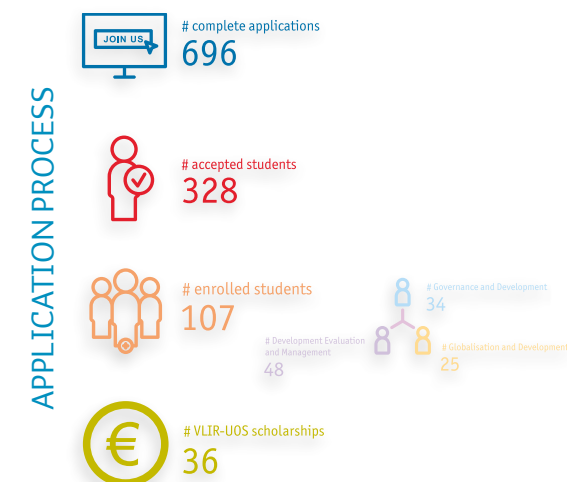 APPLICATION PROCESS
JOIN US
# complete applications
696
# accepted students
328
# enrolled students
107
# Governance and Development
34
# Development Evaluation
and Management
48
# Globalisation and Development
25
# VLIR-UOS scholarships
36
€